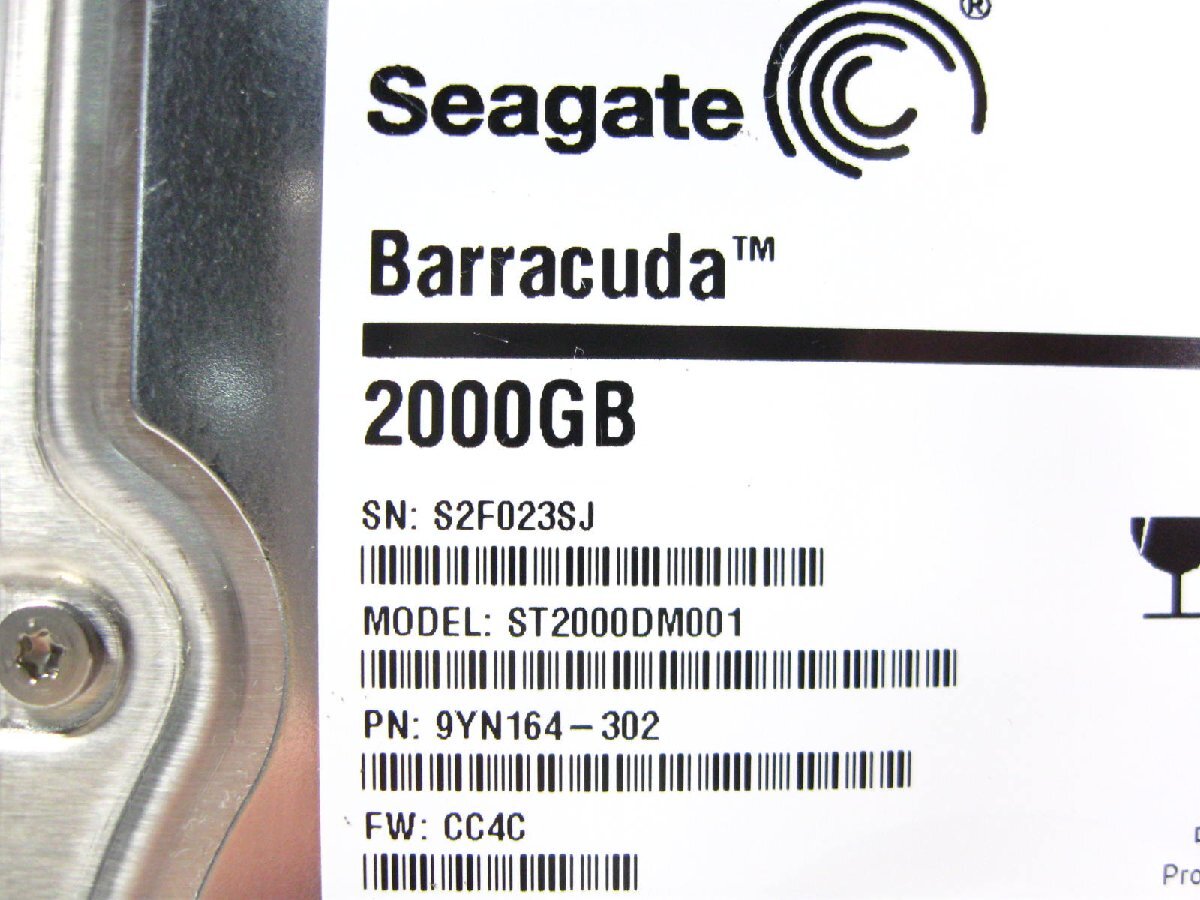 Seagate®
Barracuda™
2000GB
SN: S2F023SJ
MODEL: ST2000DM001
PN: 9YN164-302
FW: CC4C